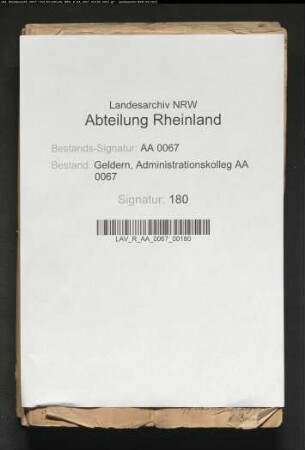 Landesarchiv NRW
Abteilung Rheinland
Bestands-Signatur: AA 0067
Bestand: Geldern, Administrationskolleg AA
0067
Signatur: 180
LAV_R_AA_0067_00180